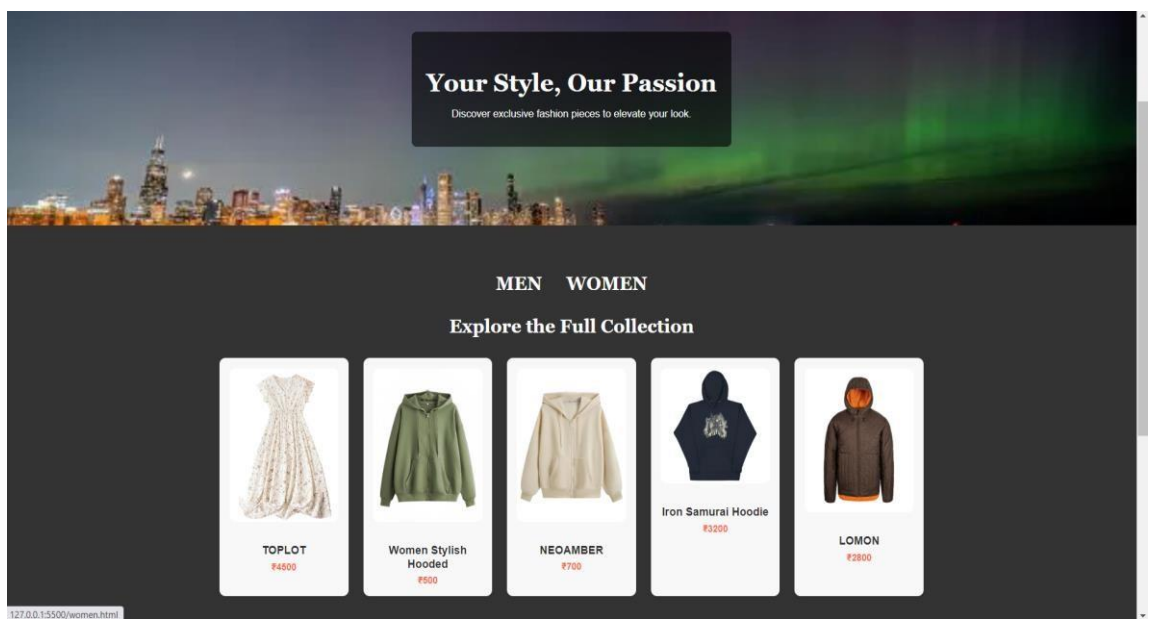 Your Style, Our Passion
Discover exclusive fashion pieces to elevate your look.
MEN WOMEN
Explore the Full Collection
TOPLOT
₹4500
Women Stylish
Hooded
₹500
NEOAMBER
₹700
Iron Samurai Hoodie
₹3200
LOMON
₹2800
127.0.0.1:5500/women.html